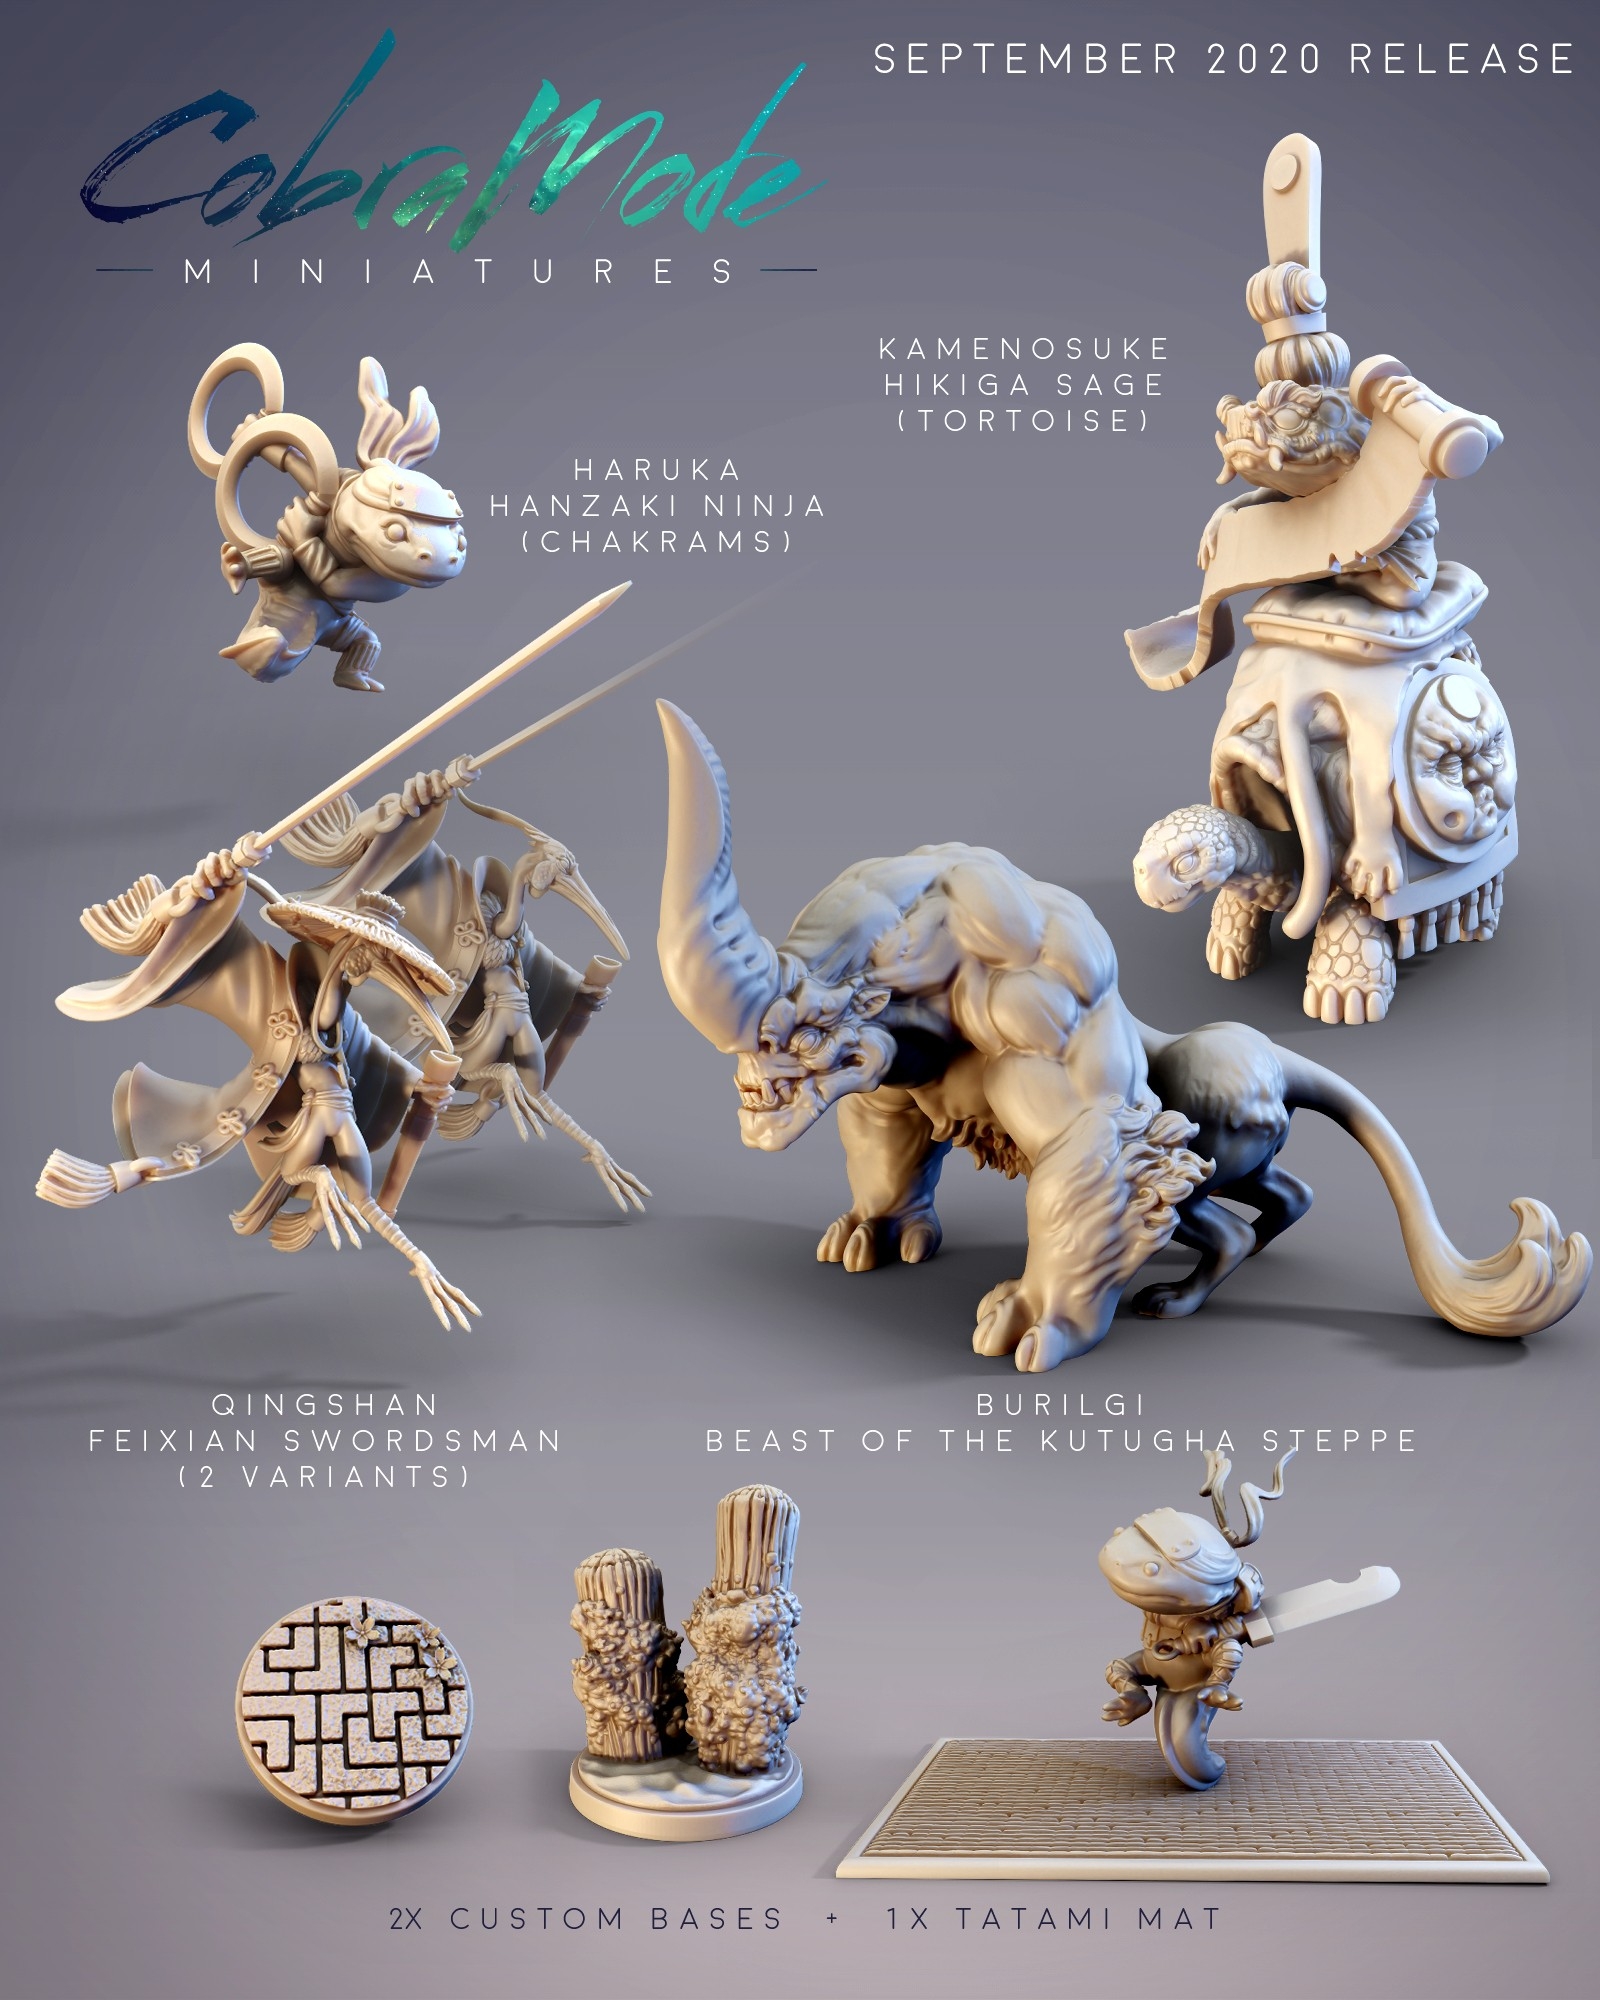 SEPTEMBER 2020 RELEASE
CobraMode
MINIATURES
KAMENOSUKE
HIKIGA SAGE
(TORTOISE)
HARUKA
HANZAKI NINJA
(CHAKRAMS)
QINGSHAN
FEIXIAN SWORDSMAN
(2 VARIANTS)
BURILGI
BEAST OF THE KUTUGHA STEPPE
2X CUSTOM BASES + 1X TATAMI MAT